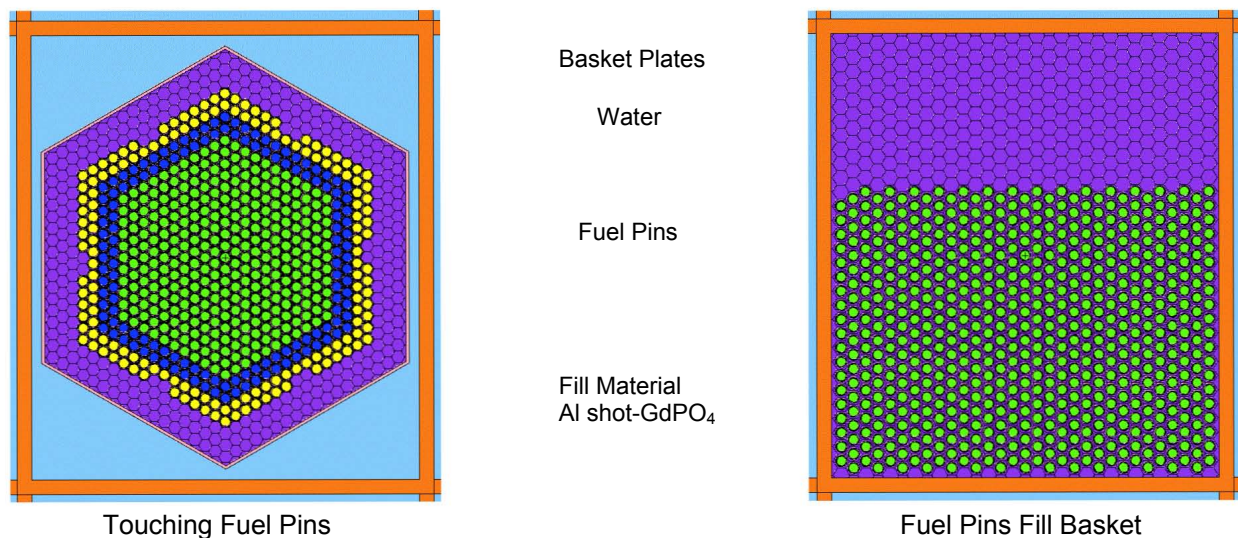 Basket Plates
Water
Fuel Pins
Fill Material
Al shot-GdPO₄
Touching Fuel Pins
Fuel Pins Fill Basket